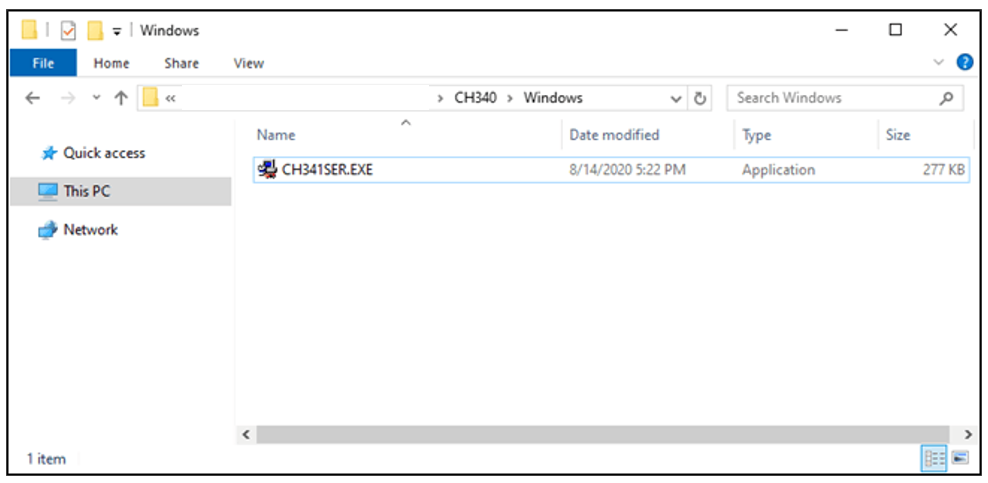 Windows
File Home Share View ?
« › CH340 › Windows Search Windows
Name Date modified Type Size
Quick access
CH341SER.EXE 8/14/2020 5:22 PM Application 277 KB
This PC
Network
1 item